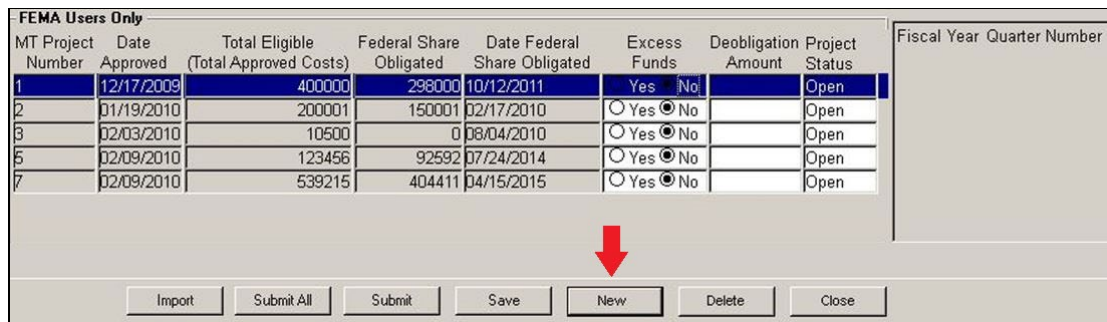 FEMA Users Only
MT Project Number Date Approved Total Eligible (Total Approved Costs) Federal Share Obligated Date Federal Share Obligated Excess Funds Deobligation Amount Project Status Fiscal Year Quarter Number
1 12/17/2009 400000 298000 10/12/2011 Yes No Open
2 01/19/2010 200001 150001 02/17/2010 Yes No Open
3 02/03/2010 10500 0 08/04/2010 Yes No Open
5 02/09/2010 123456 92592 07/24/2014 Yes No Open
7 02/09/2010 539215 404411 04/15/2015 Yes No Open
Import Submit All Submit Save New Delete Close